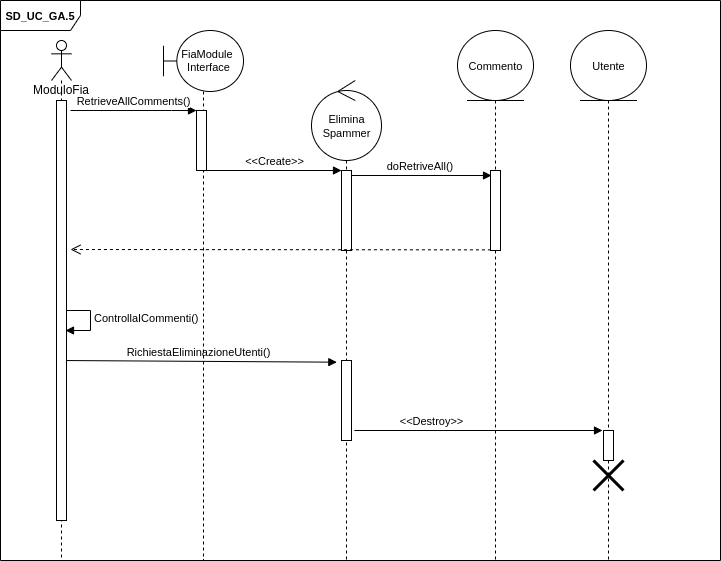 SD_UC_GA.5
FiaModule
Interface
Commento
Utente
ModuloFia
RetrieveAllComments()
Elimina
Spammer
<<Create>>
doRetriveAll()
ControllaICommenti()
RichiestaEliminazioneUtenti()
<<Destroy>>